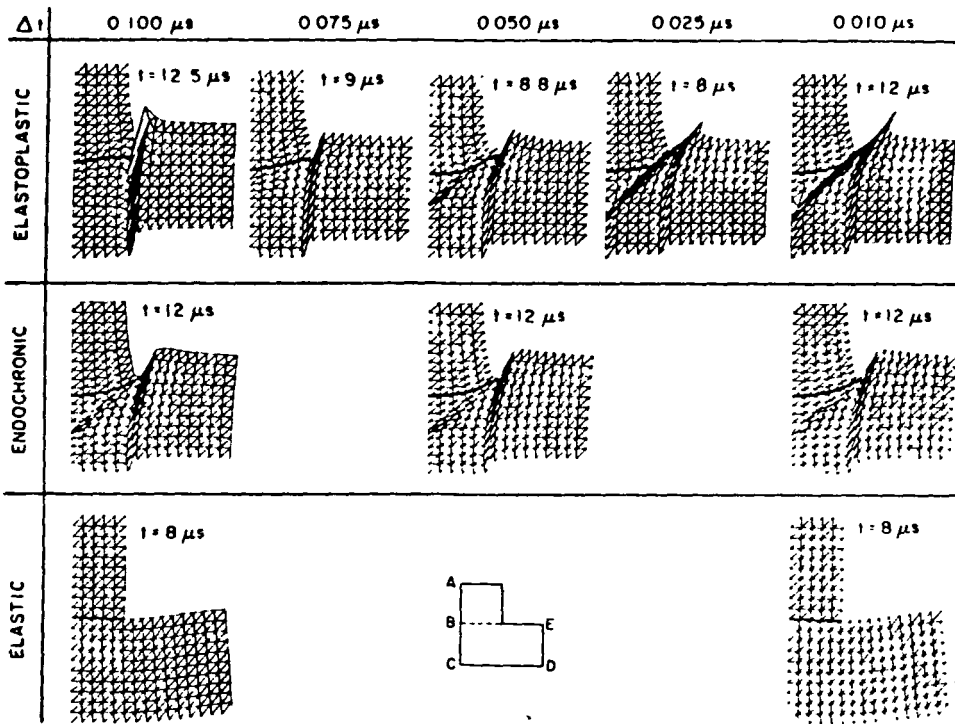 Δt 0.100 μs 0.075 μs 0.050 μs 0.025 μs 0.010 μs
ELASTOPLASTIC
t = 12 5 μs
t = 9 μs
t = 8 8 μs
t = 8 μs
t = 12 μs
ENDOCHRONIC
t = 12 μs
t = 12 μs
t = 12 μs
ELASTIC
t = 8 μs
t = 8 μs
A
B
E
C
D